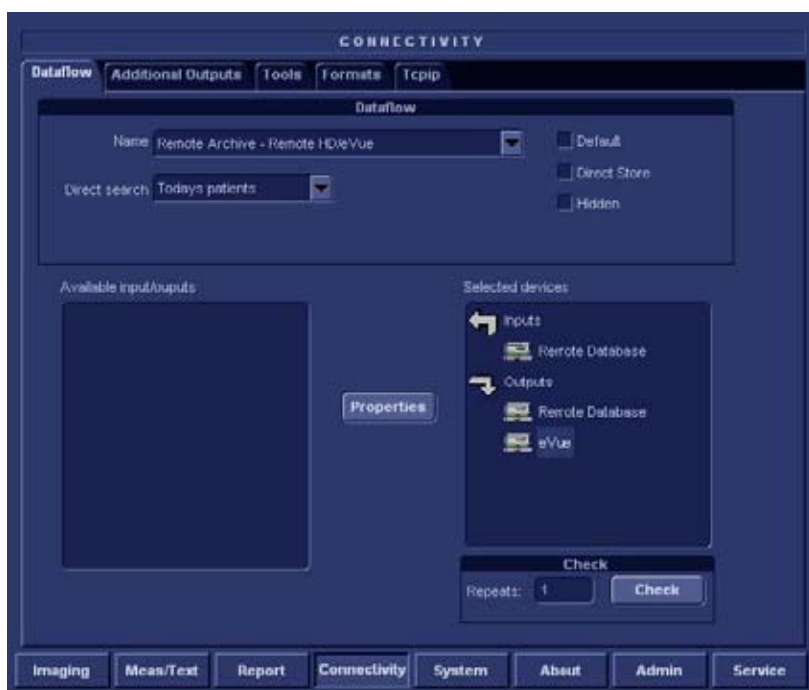 CONNECTIVITY
Dataflow Additional Outputs Tools Formats Tcpip
Dataflow
Name Remote Archive - Remote HD/eVue
Default
Direct Store
Direct search Todays patients
Hidden
Available input/ouputs
Selected devices
Inputs
Remote Database
Outputs
Remote Database
eVue
Properties
Check
Repeats: 1 Check
Imaging Meas/Text Report Connectivity System About Admin Service